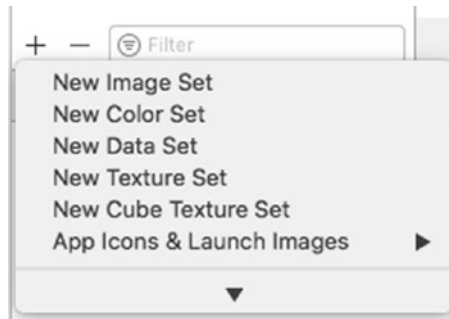 Filter
New Image Set
New Color Set
New Data Set
New Texture Set
New Cube Texture Set
App Icons & Launch Images